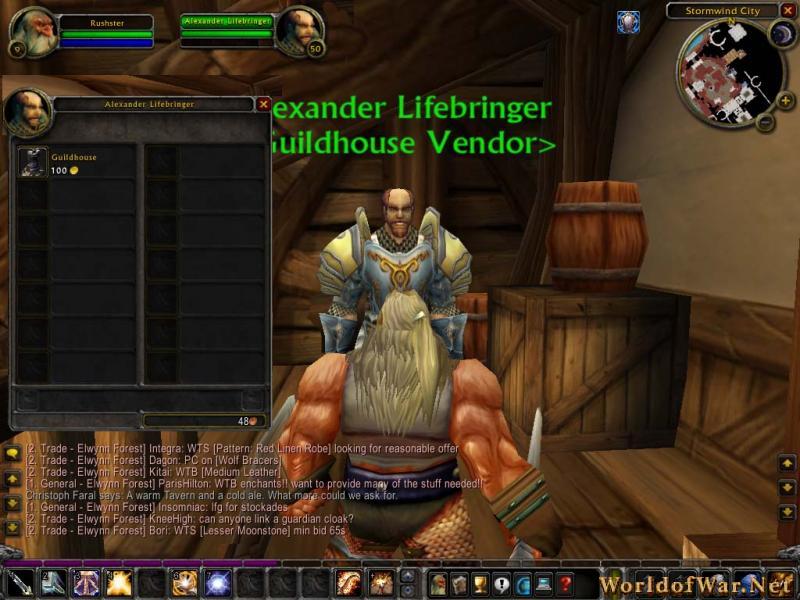 Rushster
9
Alexander Lifebringer
50
Stormwind City
N
Alexander Lifebringer
exander Lifebringer
uildhouse Vendor>
Guildhouse
100
48
[2. Trade - Elwynn Forest] Integra: WTS [Pattern: Red Linen Robe] looking for reasonable offer
[2. Trade - Elwynn Forest] Dagon: PC on [Wolf Bracers]
[2. Trade - Elwynn Forest] Kitai: WTB [Medium Leather]
[1. General - Elwynn Forest] ParisHilton: WTB enchants!! want to provide many of the stuff needed!!
Christoph Faral says: A warm Tavern and a cold ale. What more could we ask for.
[1. General - Elwynn Forest] Insomniac: lfg for stockades
[2. Trade - Elwynn Forest] KneeHigh: can anyone link a guardian cloak?
[2. Trade - Elwynn Forest] Bori: WTS [Lesser Moonstone] min bid 65s
WorldofWar.Net